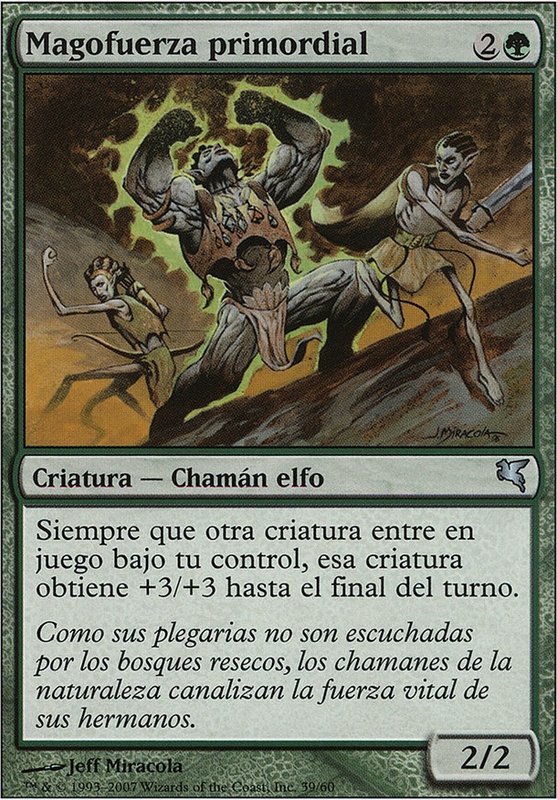 Magofuerza primordial 2
J. MIRACOLA
Criatura — Chamán elfo
Siempre que otra criatura entre en
juego bajo tu control, esa criatura
obtiene +3/+3 hasta el final del turno.
Como sus plegarias no son escuchadas
por los bosques resecos, los chamanes de la
naturaleza canalizan la fuerza vital de
sus hermanos.
2/2
Jeff Miracola
™ & © 1993–2007 Wizards of the Coast, Inc. 59/60